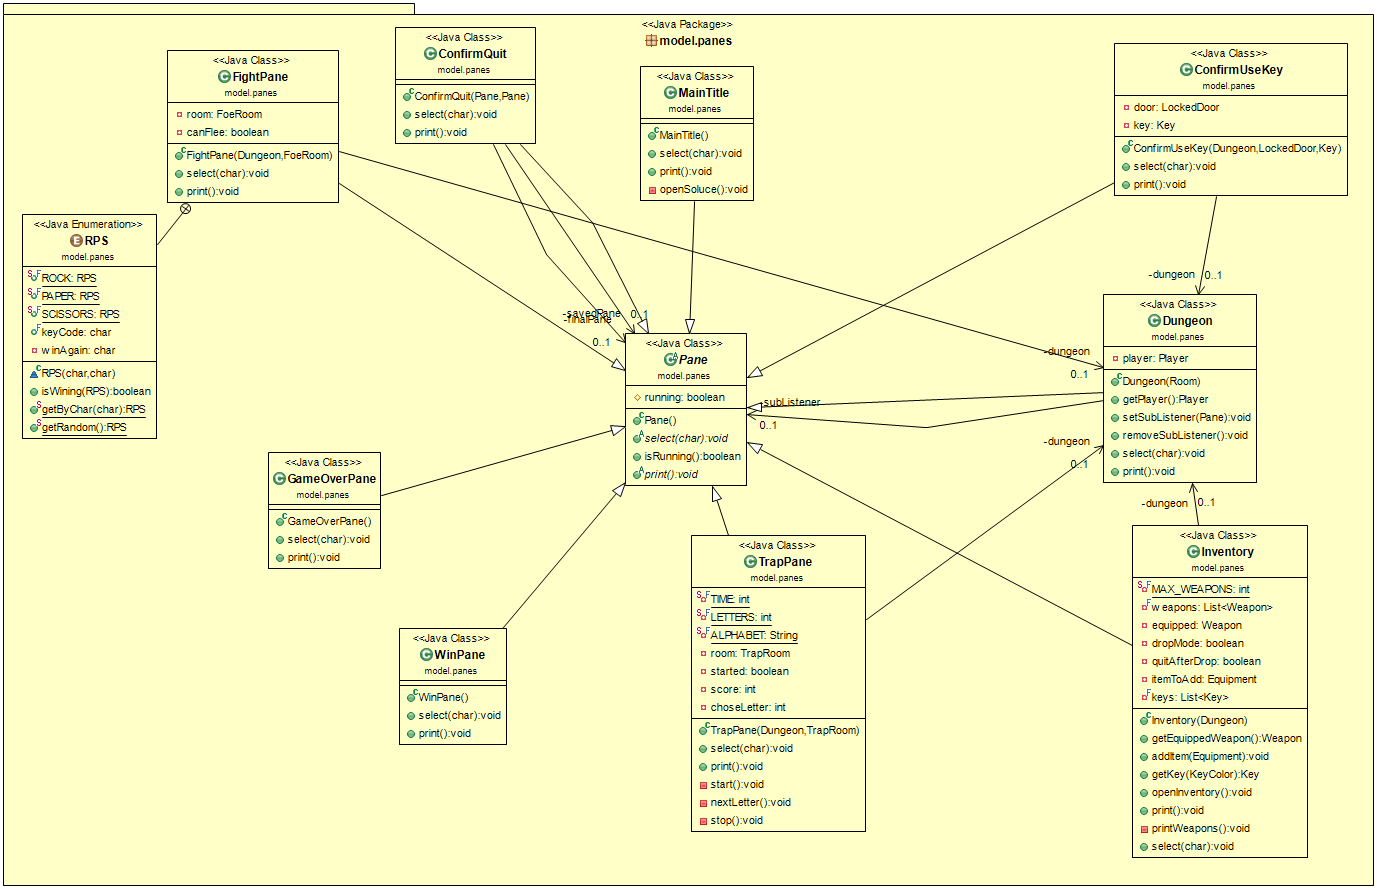 <<Java Package>>
model.panes
<<Java Class>>
FightPane
model.panes
room: FoeRoom
canFlee: boolean
FightPane(Dungeon,FoeRoom)
select(char):void
print():void
<<Java Class>>
ConfirmQuit
model.panes
ConfirmQuit(Pane,Pane)
select(char):void
print():void
<<Java Class>>
MainTitle
model.panes
MainTitle()
select(char):void
print():void
openSoluce():void
<<Java Class>>
ConfirmUseKey
model.panes
door: LockedDoor
key: Key
ConfirmUseKey(Dungeon,LockedDoor,Key)
select(char):void
print():void
<<Java Enumeration>>
RPS
model.panes
ROCK: RPS
PAPER: RPS
SCISSORS: RPS
keyCode: char
winAgain: char
RPS(char,char)
isWining(RPS):boolean
getByChar(char):RPS
getRandom():RPS
-savedPane 0..1
-finalPane
0..1
<<Java Class>>
Pane
model.panes
running: boolean
Pane()
select(char):void
isRunning():boolean
print():void
-dungeon 0..1
-dungeon
0..1
-subListener
0..1
-dungeon
0..1
-dungeon 0..1
<<Java Class>>
Dungeon
model.panes
player: Player
Dungeon(Room)
getPlayer():Player
setSubListener(Pane):void
removeSubListener():void
select(char):void
print():void
<<Java Class>>
GameOverPane
model.panes
GameOverPane()
select(char):void
print():void
<<Java Class>>
WinPane
model.panes
WinPane()
select(char):void
print():void
<<Java Class>>
TrapPane
model.panes
TIME: int
LETTERS: int
ALPHABET: String
room: TrapRoom
started: boolean
score: int
choseLetter: int
TrapPane(Dungeon,TrapRoom)
select(char):void
print():void
start():void
nextLetter():void
stop():void
<<Java Class>>
Inventory
model.panes
MAX_WEAPONS: int
weapons: List<Weapon>
equipped: Weapon
dropMode: boolean
quitAfterDrop: boolean
itemToAdd: Equipment
keys: List<Key>
Inventory(Dungeon)
getEquippedWeapon():Weapon
addItem(Equipment):void
getKey(KeyColor):Key
openInventory():void
print():void
printWeapons():void
select(char):void